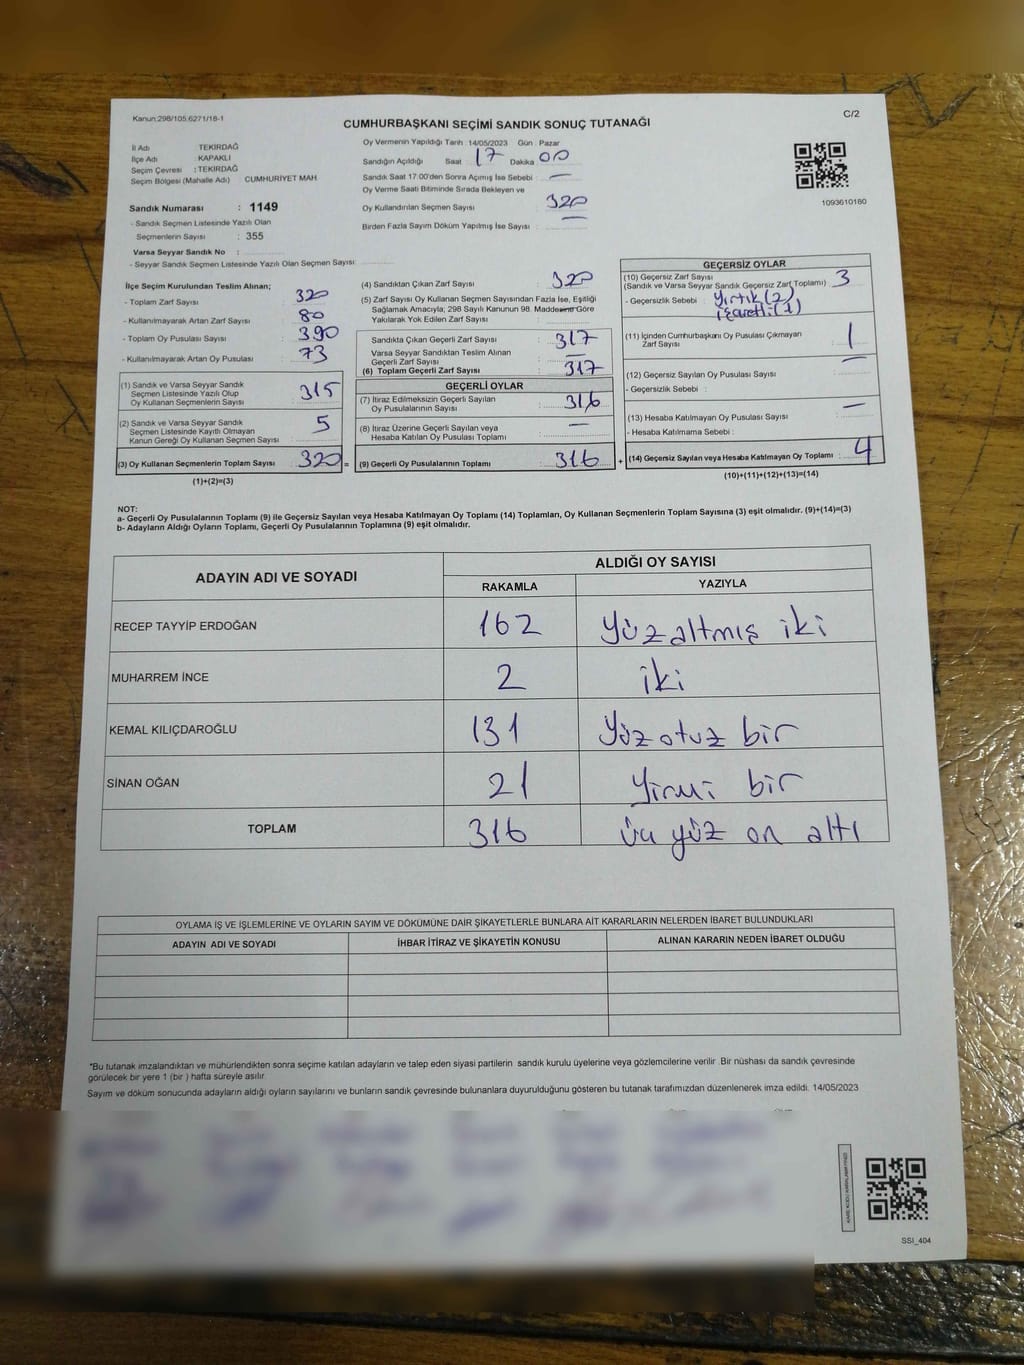 Kanun:298/105,6271/18-1
C/2
CUMHURBAŞKANI SEÇİMİ SANDIK SONUÇ TUTANAĞI
İl Adı : TEKİRDAĞ
İlçe Adı : KAPAKLI
Seçim Çevresi : TEKİRDAĞ
Seçim Bölgesi (Mahalle Adı) CUMHURİYET MAH.
Sandık Numarası : 1149
- Sandık Seçmen Listesinde Yazılı Olan
Seçmenlerin Sayısı : 355
Varsa Seyyar Sandık No :
- Seyyar Sandık Seçmen Listesinde Yazılı Olan Seçmen Sayısı:
Oy Vermenin Yapıldığı Tarih :14/05/2023 Gün : Pazar
Sandığın Açıldığı Saat 17 Dakika 00
Sandık Saat 17:00'den Sonra Açımış İse Sebebi : —
Oy Verme Saati Bitiminde Sırada Bekleyen ve
Oy Kullandırılan Seçmen Sayısı : 320
Birden Fazla Sayım Döküm Yapılmış İse Sayısı : —
1093610180
İlçe Seçim Kurulundan Teslim Alınan;
- Toplam Zarf Sayısı : 320
- Kullanılmayarak Artan Zarf Sayısı : 80
- Toplam Oy Pusulası Sayısı : 390
- Kullanılmayarak Artan Oy Pusulası : 73
(1) Sandık ve Varsa Seyyar Sandık
Seçmen Listesinde Yazılı Olup
Oy Kullanan Seçmenlerin Sayısı : 315
(2) Sandık ve Varsa Seyyar Sandık
Seçmen Listesinde Kayıtlı Olmayan
Kanun Gereği Oy Kullanan Seçmen Sayısı : 5
(3) Oy Kullanan Seçmenlerin Toplam Sayısı : 320 =
(1)+(2)=(3)
(4) Sandıktan Çıkan Zarf Sayısı : 320
(5) Zarf Sayısı Oy Kullanan Seçmen Sayısından Fazla İse, Eşitliği
Sağlamak Amacıyla; 298 Sayılı Kanunun 98. Maddesine Göre
Yakılarak Yok Edilen Zarf Sayısı :
Sandıkta Çıkan Geçerli Zarf Sayısı : 317
Varsa Seyyar Sandıktan Teslim Alınan
Geçerli Zarf Sayısı : —
(6) Toplam Geçerli Zarf Sayısı : 317
GEÇERLİ OYLAR
(7) İtiraz Edilmeksizin Geçerli Sayılan
Oy Pusulalarının Sayısı : 316
(8) İtiraz Üzerine Geçerli Sayılan veya
Hesaba Katılan Oy Pusulası Toplamı : —
(9) Geçerli Oy Pusulalarının Toplamı : 316 +
GEÇERSİZ OYLAR
(10) Geçersiz Zarf Sayısı
(Sandık ve Varsa Seyyar Sandık Geçersiz Zarf Toplamı) : 3
- Geçersizlik Sebebi : Yırtık(2)
işaretli(1)
(11) İçinden Cumhurbaşkanı Oy Pusulası Çıkmayan
Zarf Sayısı : 1
(12) Geçersiz Sayılan Oy Pusulası Sayısı : —
- Geçersizlik Sebebi :
(13) Hesaba Katılmayan Oy Pusulası Sayısı : —
- Hesaba Katılmama Sebebi :
(14) Geçersiz Sayılan veya Hesaba Katılmayan Oy Toplamı : 4
(10)+(11)+(12)+(13)=(14)
NOT:
a- Geçerli Oy Pusulalarının Toplamı (9) ile Geçersiz Sayılan veya Hesaba Katılmayan Oy Toplamı (14) Toplamları, Oy Kullanan Seçmenlerin Toplam Sayısına (3) eşit olmalıdır. (9)+(14)=(3)
b- Adayların Aldığı Oyların Toplamı, Geçerli Oy Pusulalarının Toplamına (9) eşit olmalıdır.
ADAYIN ADI VE SOYADI
ALDIĞI OY SAYISI
RAKAMLA YAZIYLA
RECEP TAYYİP ERDOĞAN 162 Yüzaltmış iki
MUHARREM İNCE 2 iki
KEMAL KILIÇDAROĞLU 131 Yüzotuz bir
SİNAN OĞAN 21 Yirmi bir
TOPLAM 316 üç yüz on altı
OYLAMA İŞ VE İŞLEMLERİNE VE OYLARIN SAYIM VE DÖKÜMÜNE DAİR ŞİKAYETLERLE BUNLARA AİT KARARLARIN NELERDEN İBARET BULUNDUKLARI
ADAYIN ADI VE SOYADI İHBAR İTİRAZ VE ŞİKAYETİN KONUSU ALINAN KARARIN NEDEN İBARET OLDUĞU
*Bu tutanak imzalandıktan ve mühürlendikten sonra seçime katılan adayların ve talep eden siyasi partilerin sandık kurulu üyelerine veya gözlemcilerine verilir. Bir nüshası da sandık çevresinde
görülecek bir yere 1 (bir) hafta süreyle asılır.
Sayım ve döküm sonucunda adayların aldığı oyların sayılarını ve bunların sandık çevresinde bulunanlara duyurulduğunu gösteren bu tutanak tarafımızdan düzenlenerek imza edildi. 14/05/2023
SSI_404